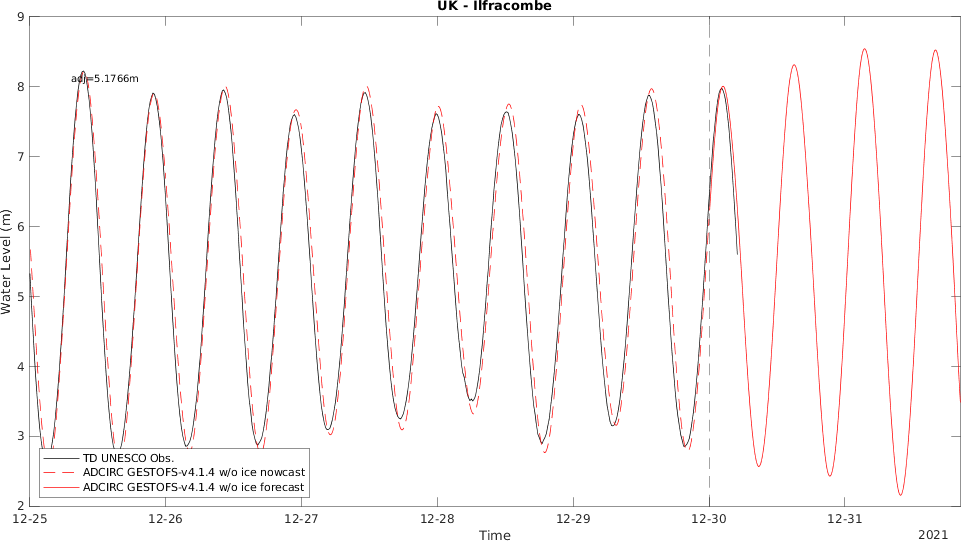 UK - Ilfracombe
9
8
7
6
5
4
3
2
Water Level (m)
adj=5.1766m
TD UNESCO Obs.
ADCIRC GESTOFS-v4.1.4 w/o ice nowcast
ADCIRC GESTOFS-v4.1.4 w/o ice forecast
12-25 12-26 12-27 12-28 12-29 12-30 12-31
Time
2021